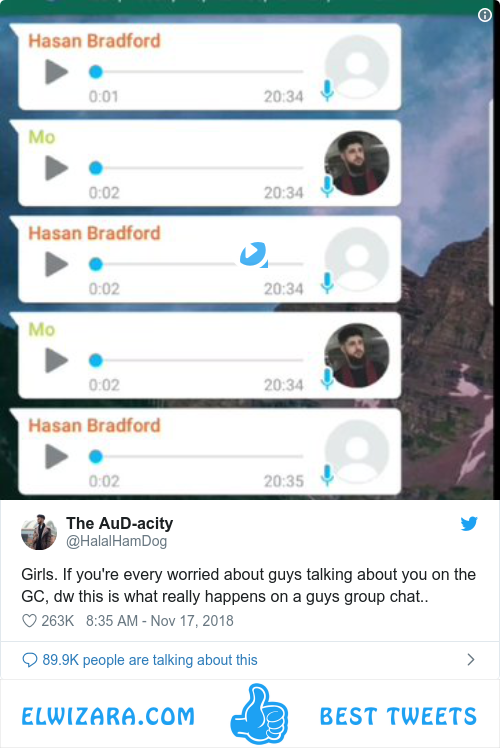 Hasan Bradford
0:01 20:34
Mo
0:02 20:34
Hasan Bradford
0:02 20:34
Mo
0:02 20:34
Hasan Bradford
0:02 20:35
The AuD-acity
@HalalHamDog
Girls. If you're every worried about guys talking about you on the
GC, dw this is what really happens on a guys group chat..
263K 8:35 AM - Nov 17, 2018
89.9K people are talking about this
ELWIZARA.COM BEST TWEETS